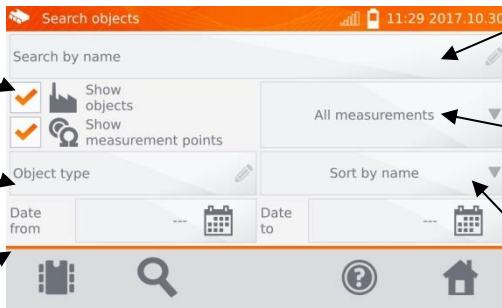 Search objects 11:29 2017.10.30
Search by name
Show
objects
Show
measurement points
All measurements
Object type
Sort by name
Date
from
---
Date
to
---
?